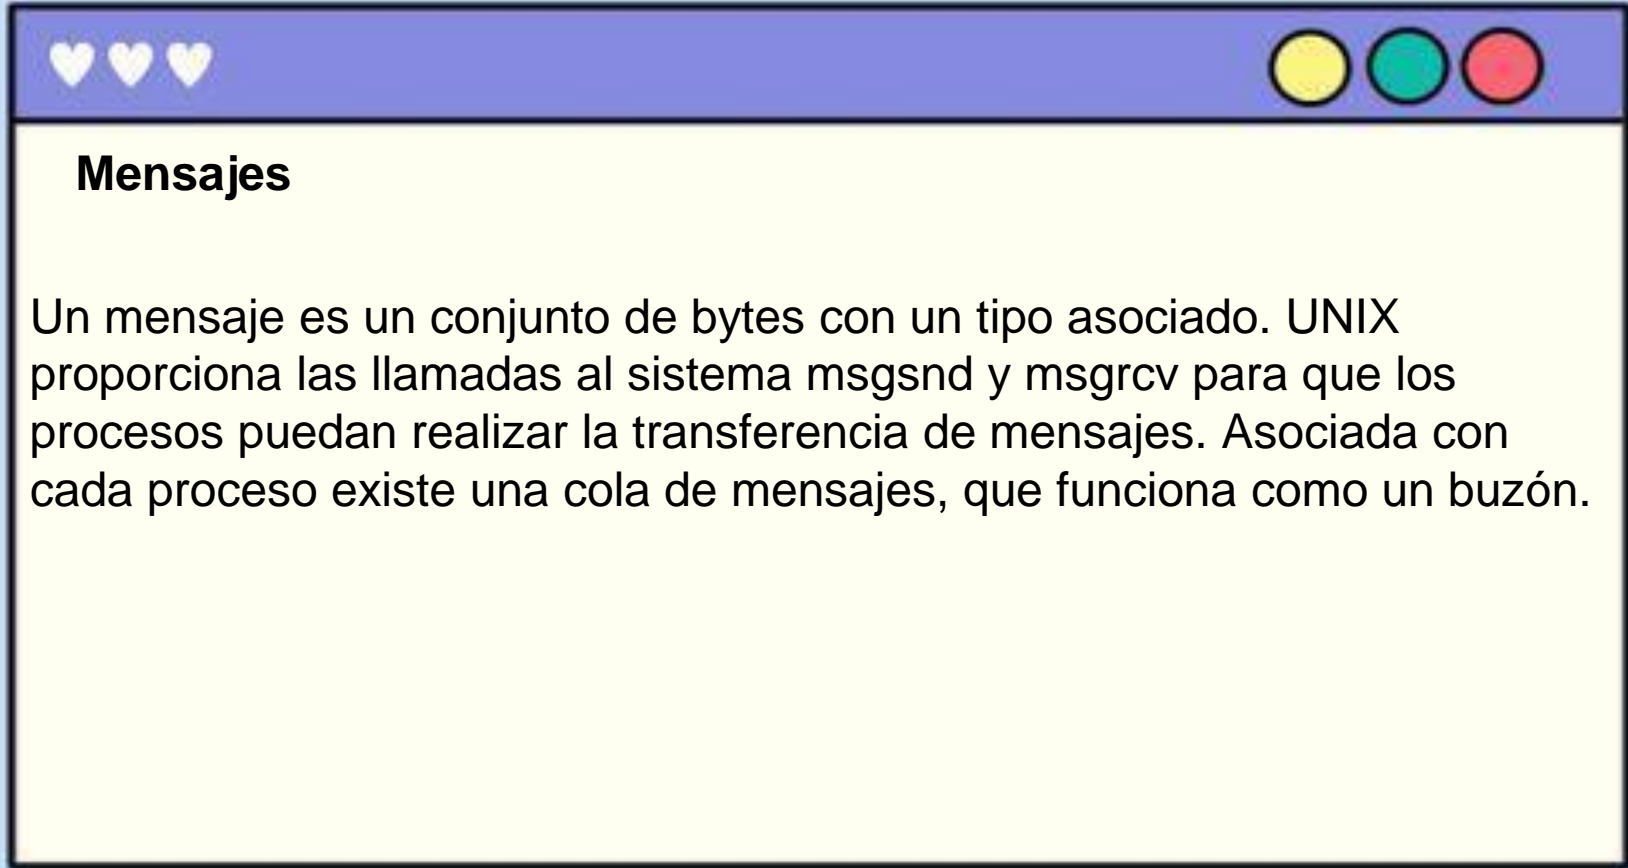 Mensajes
Un mensaje es un conjunto de bytes con un tipo asociado. UNIX
proporciona las llamadas al sistema msgsnd y msgrcv para que los
procesos puedan realizar la transferencia de mensajes. Asociada con
cada proceso existe una cola de mensajes, que funciona como un buzón.